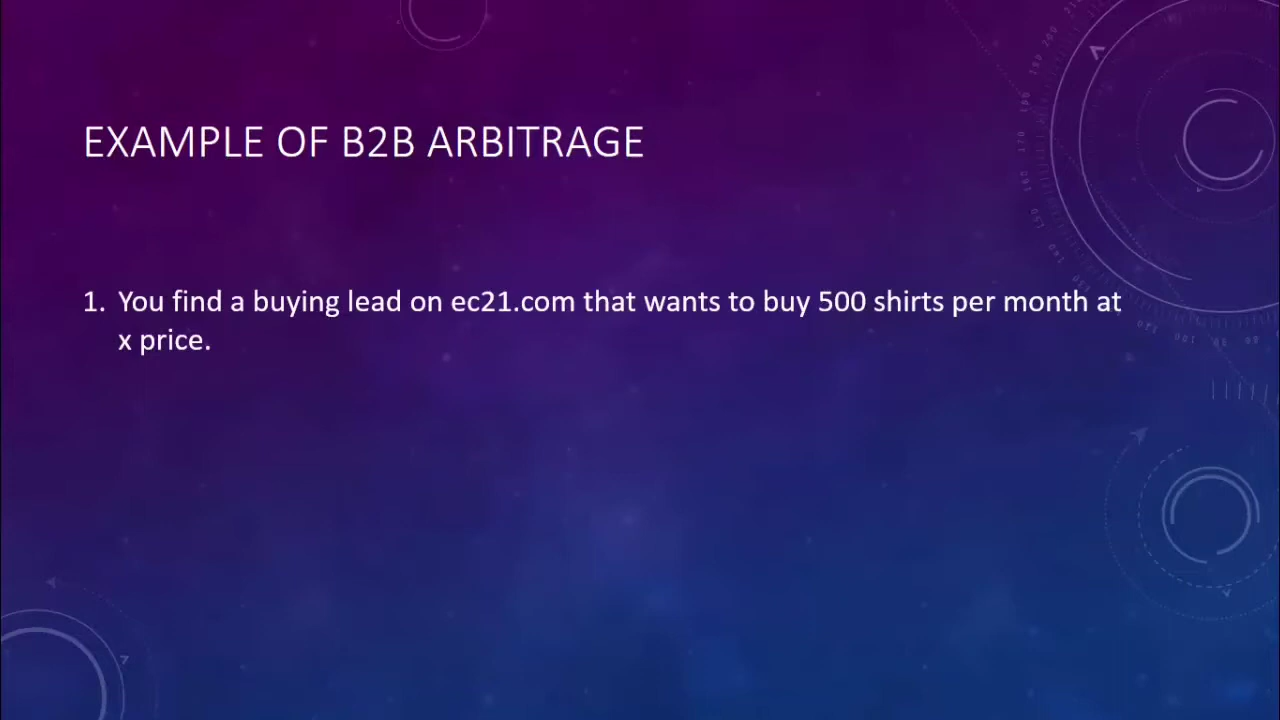 EXAMPLE OF B2B ARBITRAGE
1. You find a buying lead on ec21.com that wants to buy 500 shirts per month at
x price.